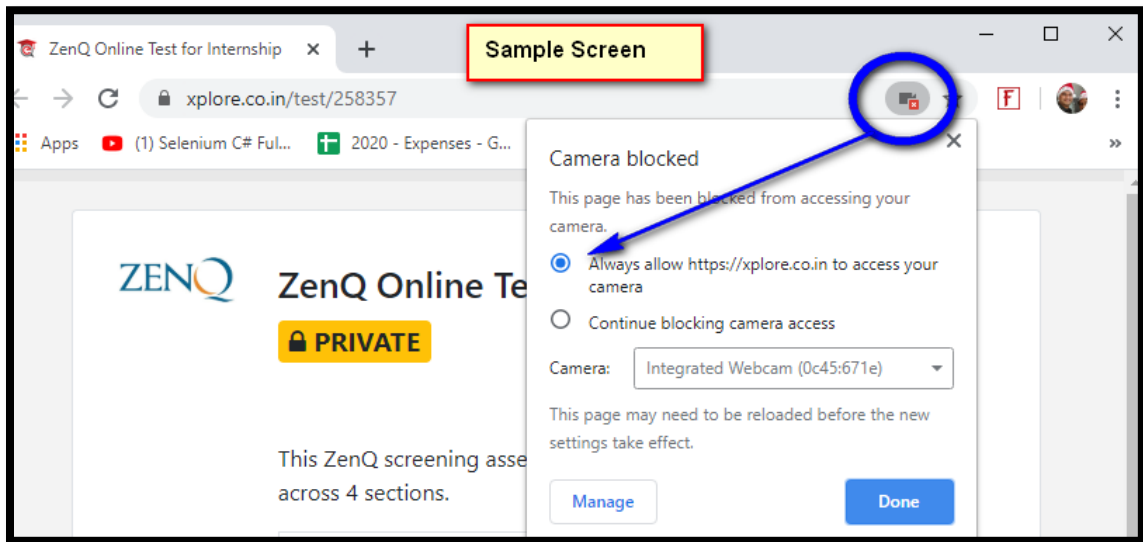 ZenQ Online Test for Internship
Sample Screen
xplore.co.in/test/258357
F
Apps
(1) Selenium C# Ful...
2020 - Expenses - G...
»
Camera blocked
This page has been blocked from accessing your
camera.
Always allow https://xplore.co.in to access your
camera
Continue blocking camera access
Camera:
Integrated Webcam (0c45:671e)
This page may need to be reloaded before the new
settings take effect.
Manage
Done
ZENQ
ZenQ Online Te
PRIVATE
This ZenQ screening asse
across 4 sections.